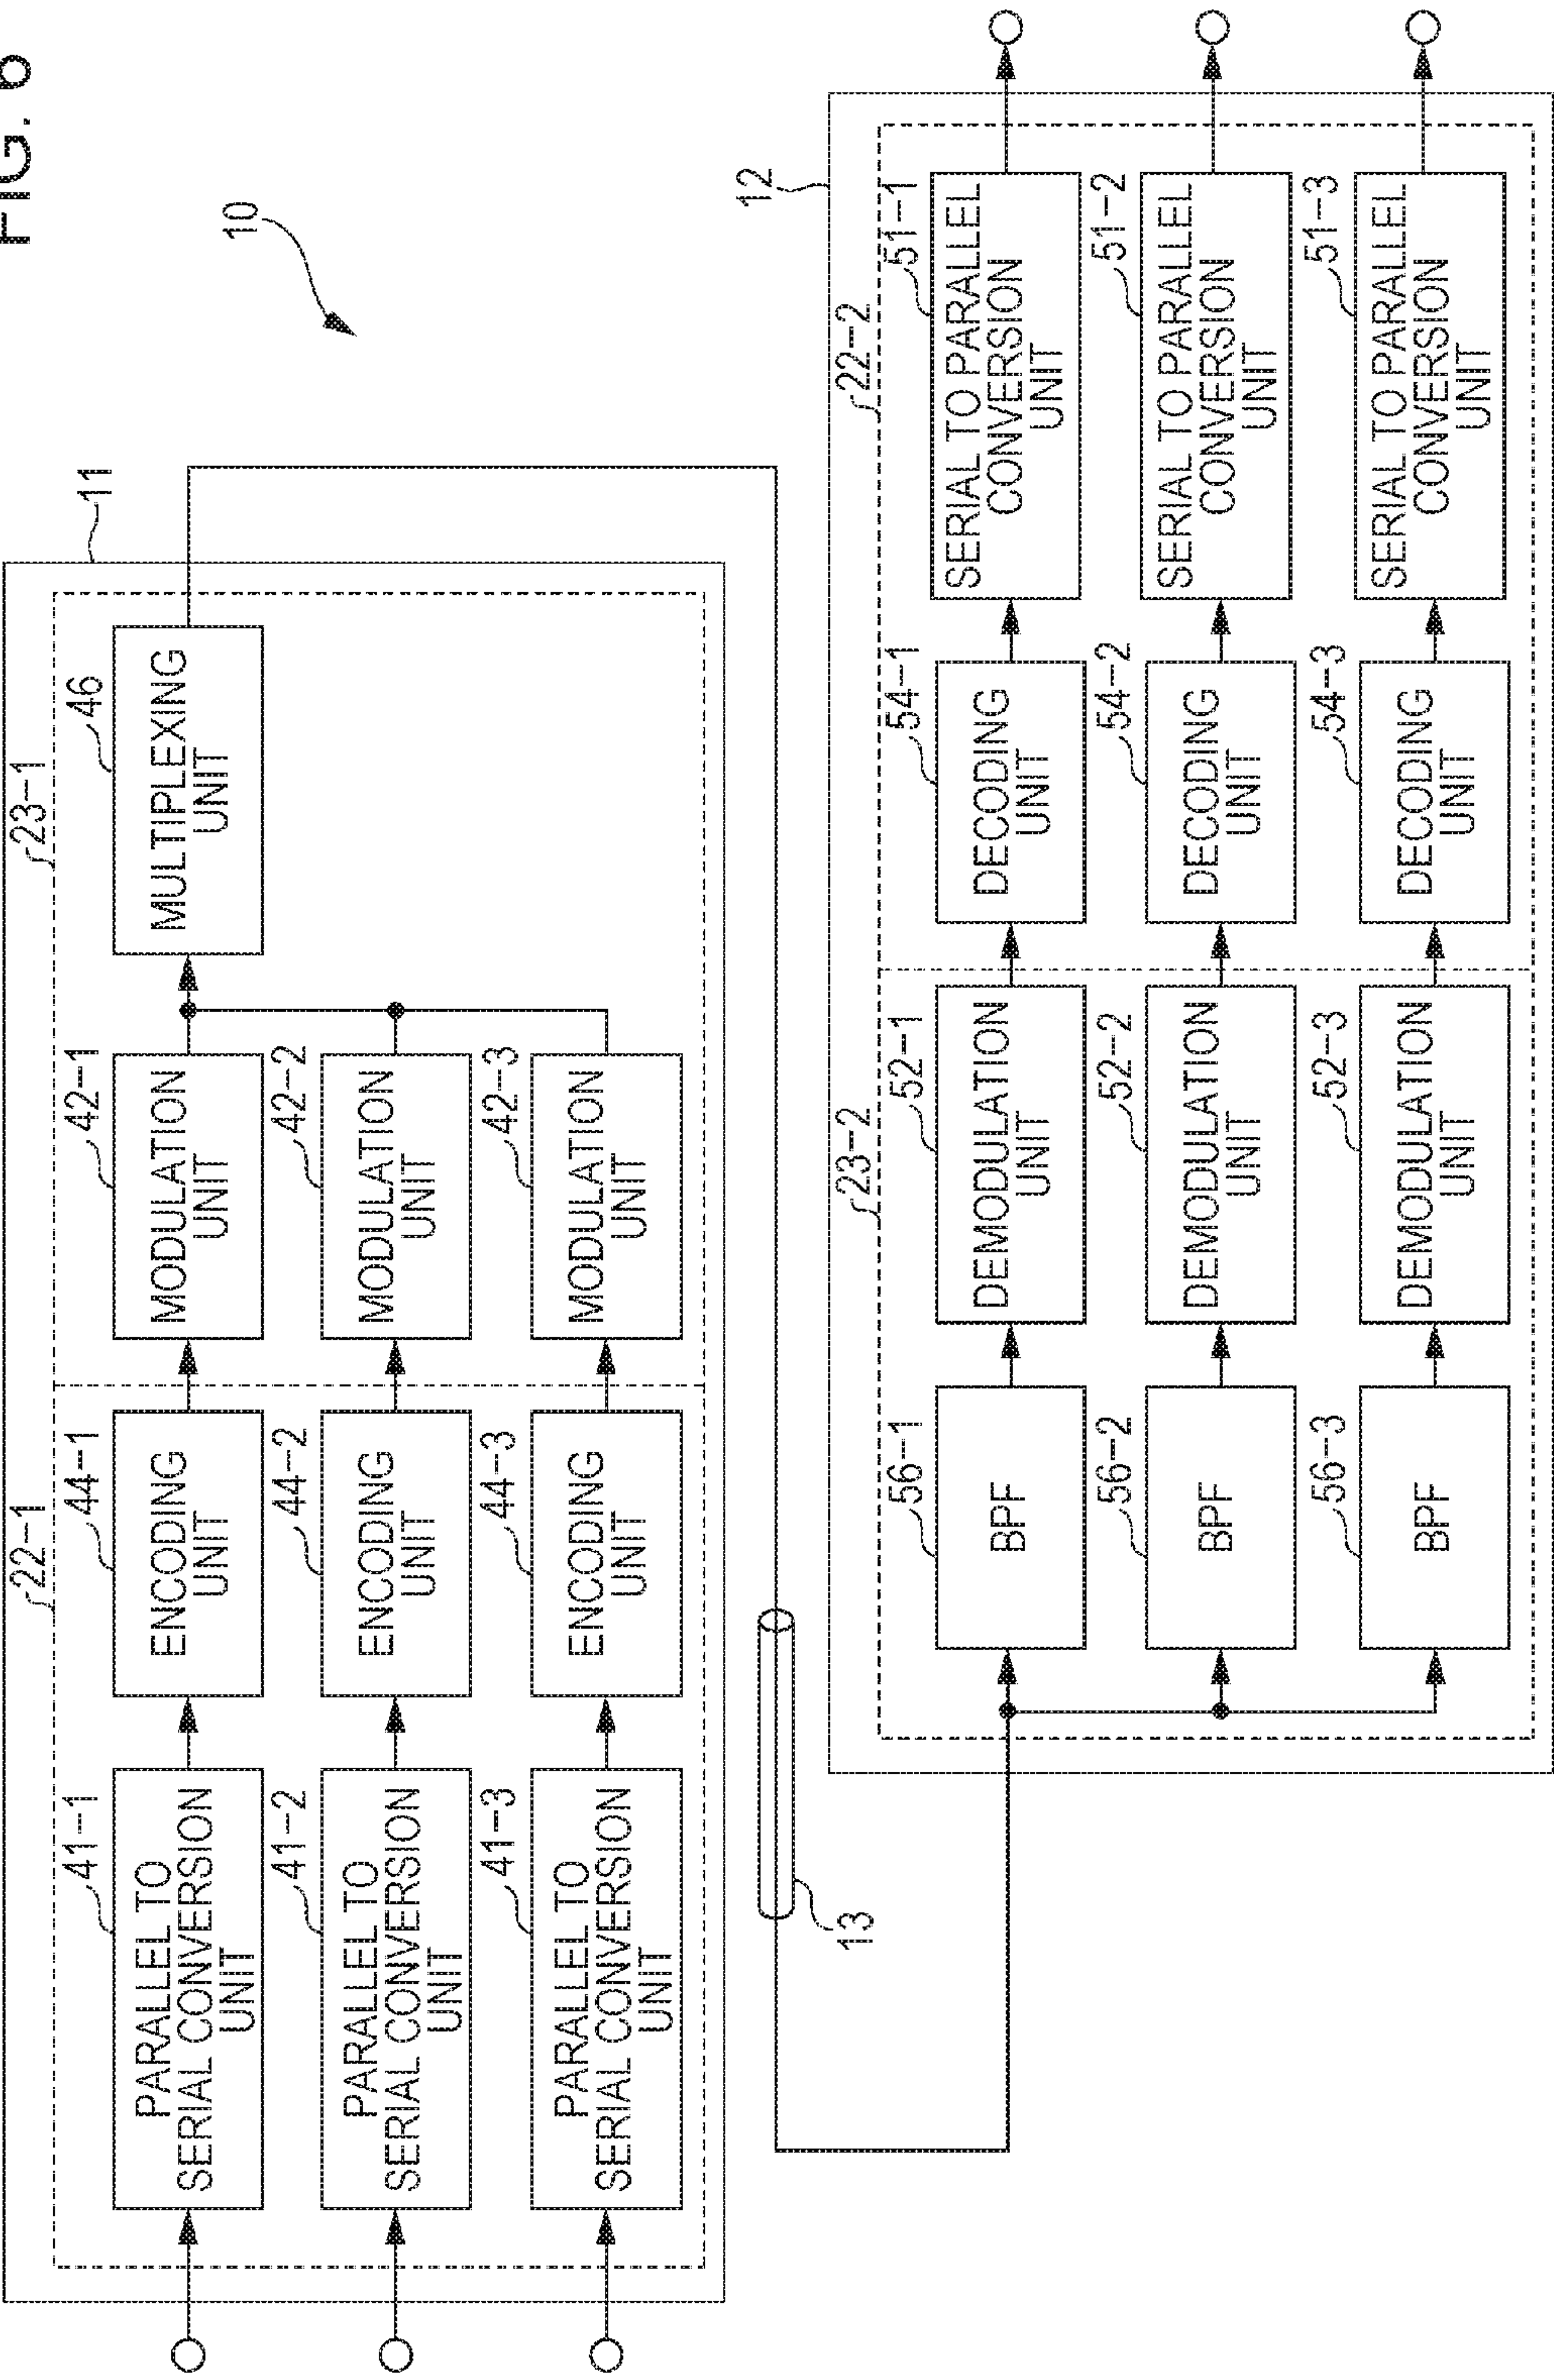 FIG. 6
10
11
22-1
23-1
41-1
PARALLEL TO
SERIAL CONVERSION
UNIT
44-1
ENCODING
UNIT
42-1
MODULATION
UNIT
46
MULTIPLEXING
UNIT
41-2
PARALLEL TO
SERIAL CONVERSION
UNIT
44-2
ENCODING
UNIT
42-2
MODULATION
UNIT
41-3
PARALLEL TO
SERIAL CONVERSION
UNIT
44-3
ENCODING
UNIT
42-3
MODULATION
UNIT
13
12
23-2
22-2
56-1
BPF
52-1
DEMODULATION
UNIT
54-1
DECODING
UNIT
51-1
SERIAL TO PARALLEL
CONVERSION
UNIT
56-2
BPF
52-2
DEMODULATION
UNIT
54-2
DECODING
UNIT
51-2
SERIAL TO PARALLEL
CONVERSION
UNIT
56-3
BPF
52-3
DEMODULATION
UNIT
54-3
DECODING
UNIT
51-3
SERIAL TO PARALLEL
CONVERSION
UNIT